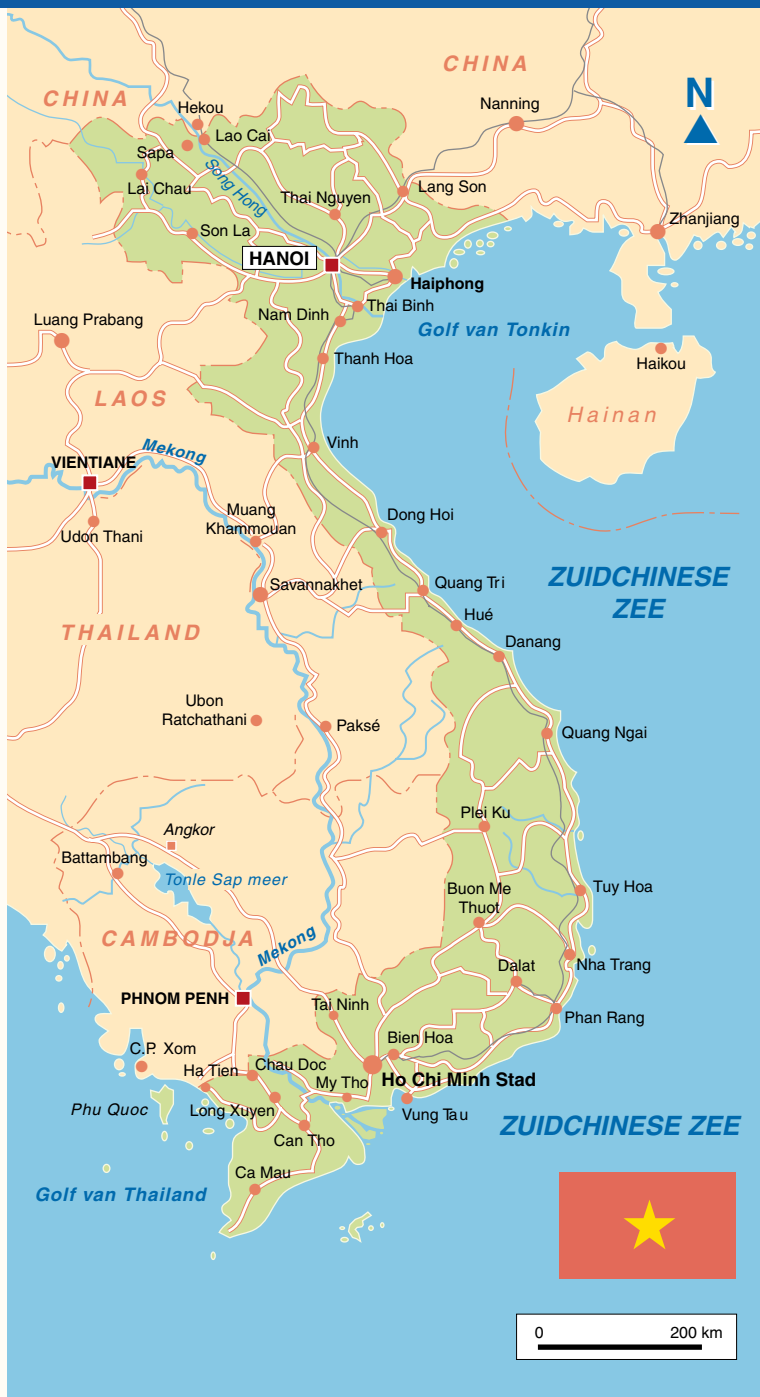 CHINA
CHINA
N
Nanning
Hekou
Lao Cai
Sapa
Song Hong
Lai Chau
Thai Nguyen
Lang Son
Son La
Zhanjiang
HANOI
Haiphong
Thai Binh
Nam Dinh
Luang Prabang
Golf van Tonkin
Thanh Hoa
Haikou
LAOS
Hainan
Vinh
Mekong
VIENTIANE
Muang
Khammouan
Dong Hoi
Udon Thani
Savannakhet
Quang Tri
ZUIDCHINESE
ZEE
Hué
THAILAND
Danang
Ubon
Ratchathani
Paksé
Quang Ngai
Plei Ku
Angkor
Battambang
Tonle Sap meer
Buon Me
Thuot
Tuy Hoa
CAMBODJA
Mekong
Dalat
Nha Trang
PHNOM PENH
Tai Ninh
Phan Rang
Bien Hoa
C.P. Xom
Ha Tien
Chau Doc
My Tho
Ho Chi Minh Stad
Phu Quoc
Long Xuyen
Vung Tau
ZUIDCHINESE ZEE
Can Tho
Ca Mau
Golf van Thailand
0 200 km